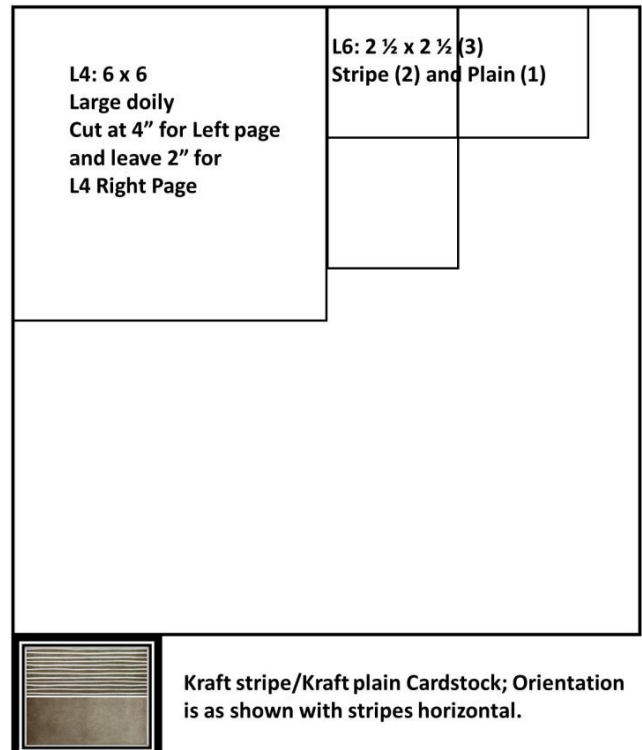 L4: 6 x 6
Large doily
Cut at 4” for Left page
and leave 2” for
L4 Right Page
L6: 2 ½ x 2 ½ (3)
Stripe (2) and Plain (1)
Kraft stripe/Kraft plain Cardstock; Orientation
is as shown with stripes horizontal.